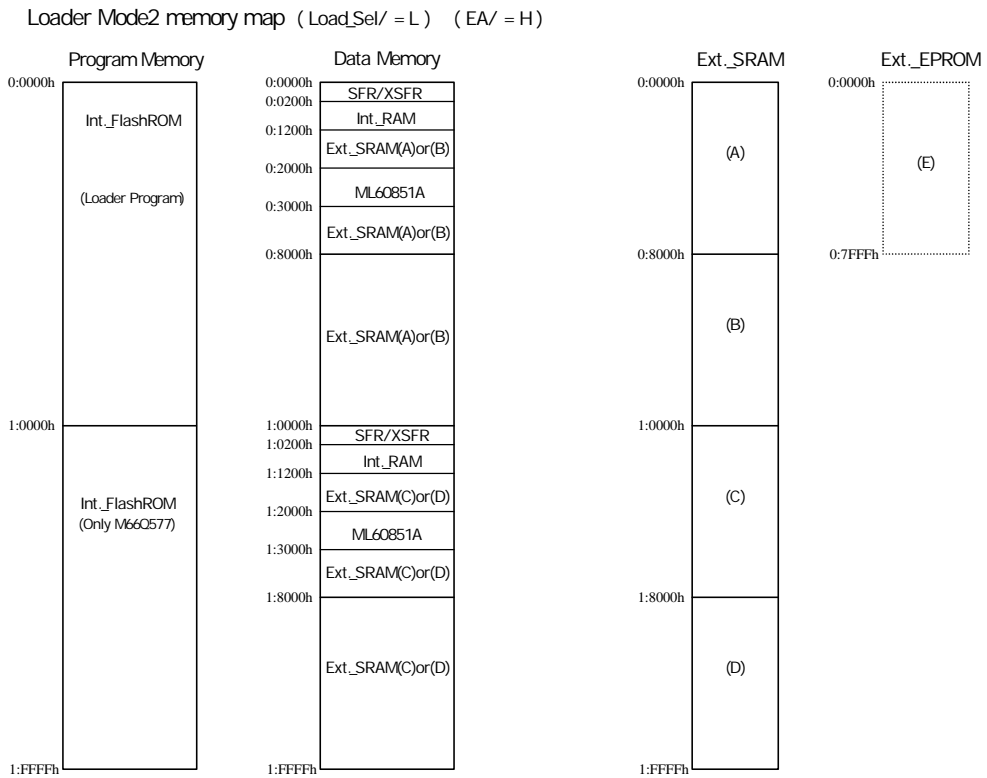 Loader Mode2 memory map ( Load_Sel/ = L ) ( EA/ = H )
Program Memory
0:0000h
Int._FlashROM
(Loader Program)
1:0000h
Int._FlashROM
(Only M66Q577)
1:FFFFh
Data Memory
0:0000h
SFR/XSFR
0:0200h
Int._RAM
0:1200h
Ext._SRAM(A)or(B)
0:2000h
ML60851A
0:3000h
Ext._SRAM(A)or(B)
0:8000h
Ext._SRAM(A)or(B)
1:0000h
SFR/XSFR
1:0200h
Int._RAM
1:1200h
Ext._SRAM(C)or(D)
1:2000h
ML60851A
1:3000h
Ext._SRAM(C)or(D)
1:8000h
Ext._SRAM(C)or(D)
1:FFFFh
Ext._SRAM
0:0000h
(A)
0:8000h
(B)
1:0000h
(C)
1:8000h
(D)
1:FFFFh
Ext._EPROM
0:0000h
(E)
0:7FFFh